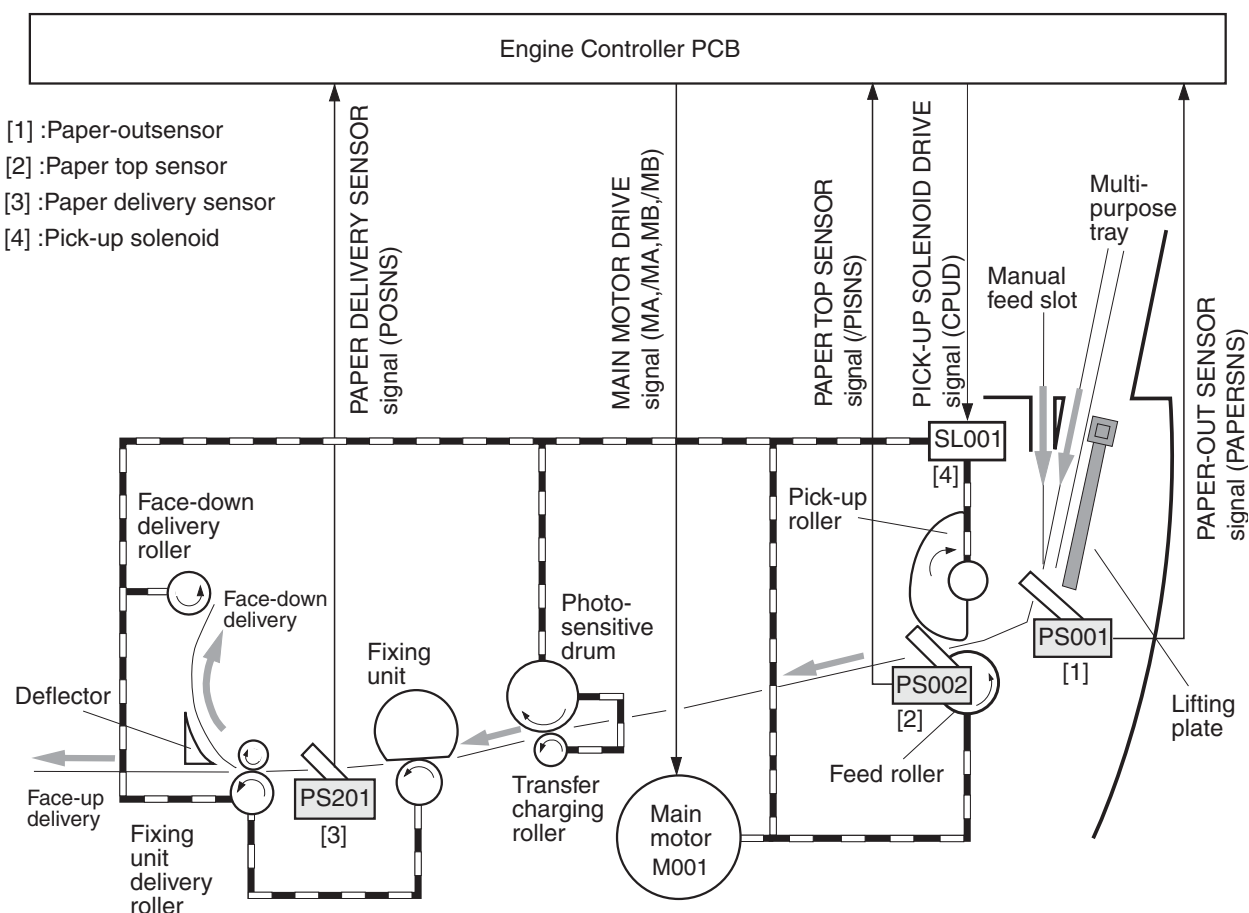 Engine Controller PCB
[1] :Paper-outsensor
[2] :Paper top sensor
[3] :Paper delivery sensor
[4] :Pick-up solenoid
PAPER DELIVERY SENSOR
signal (POSNS)
MAIN MOTOR DRIVE
signal (MA,/MA,MB,/MB)
PAPER TOP SENSOR
signal (/PISNS)
PICK-UP SOLENOID DRIVE
signal (CPUD)
Multi-
purpose
tray
Manual
feed slot
PAPER-OUT SENSOR
signal (PAPERSNS)
SL001
[4]
Pick-up
roller
Face-down
delivery
roller
Face-down
delivery
Photo-
sensitive
drum
Fixing
unit
PS001
[1]
PS002
[2]
Lifting
plate
Deflector
Feed roller
Face-up
delivery
PS201
[3]
Transfer
charging
roller
Main
motor
M001
Fixing
unit
delivery
roller